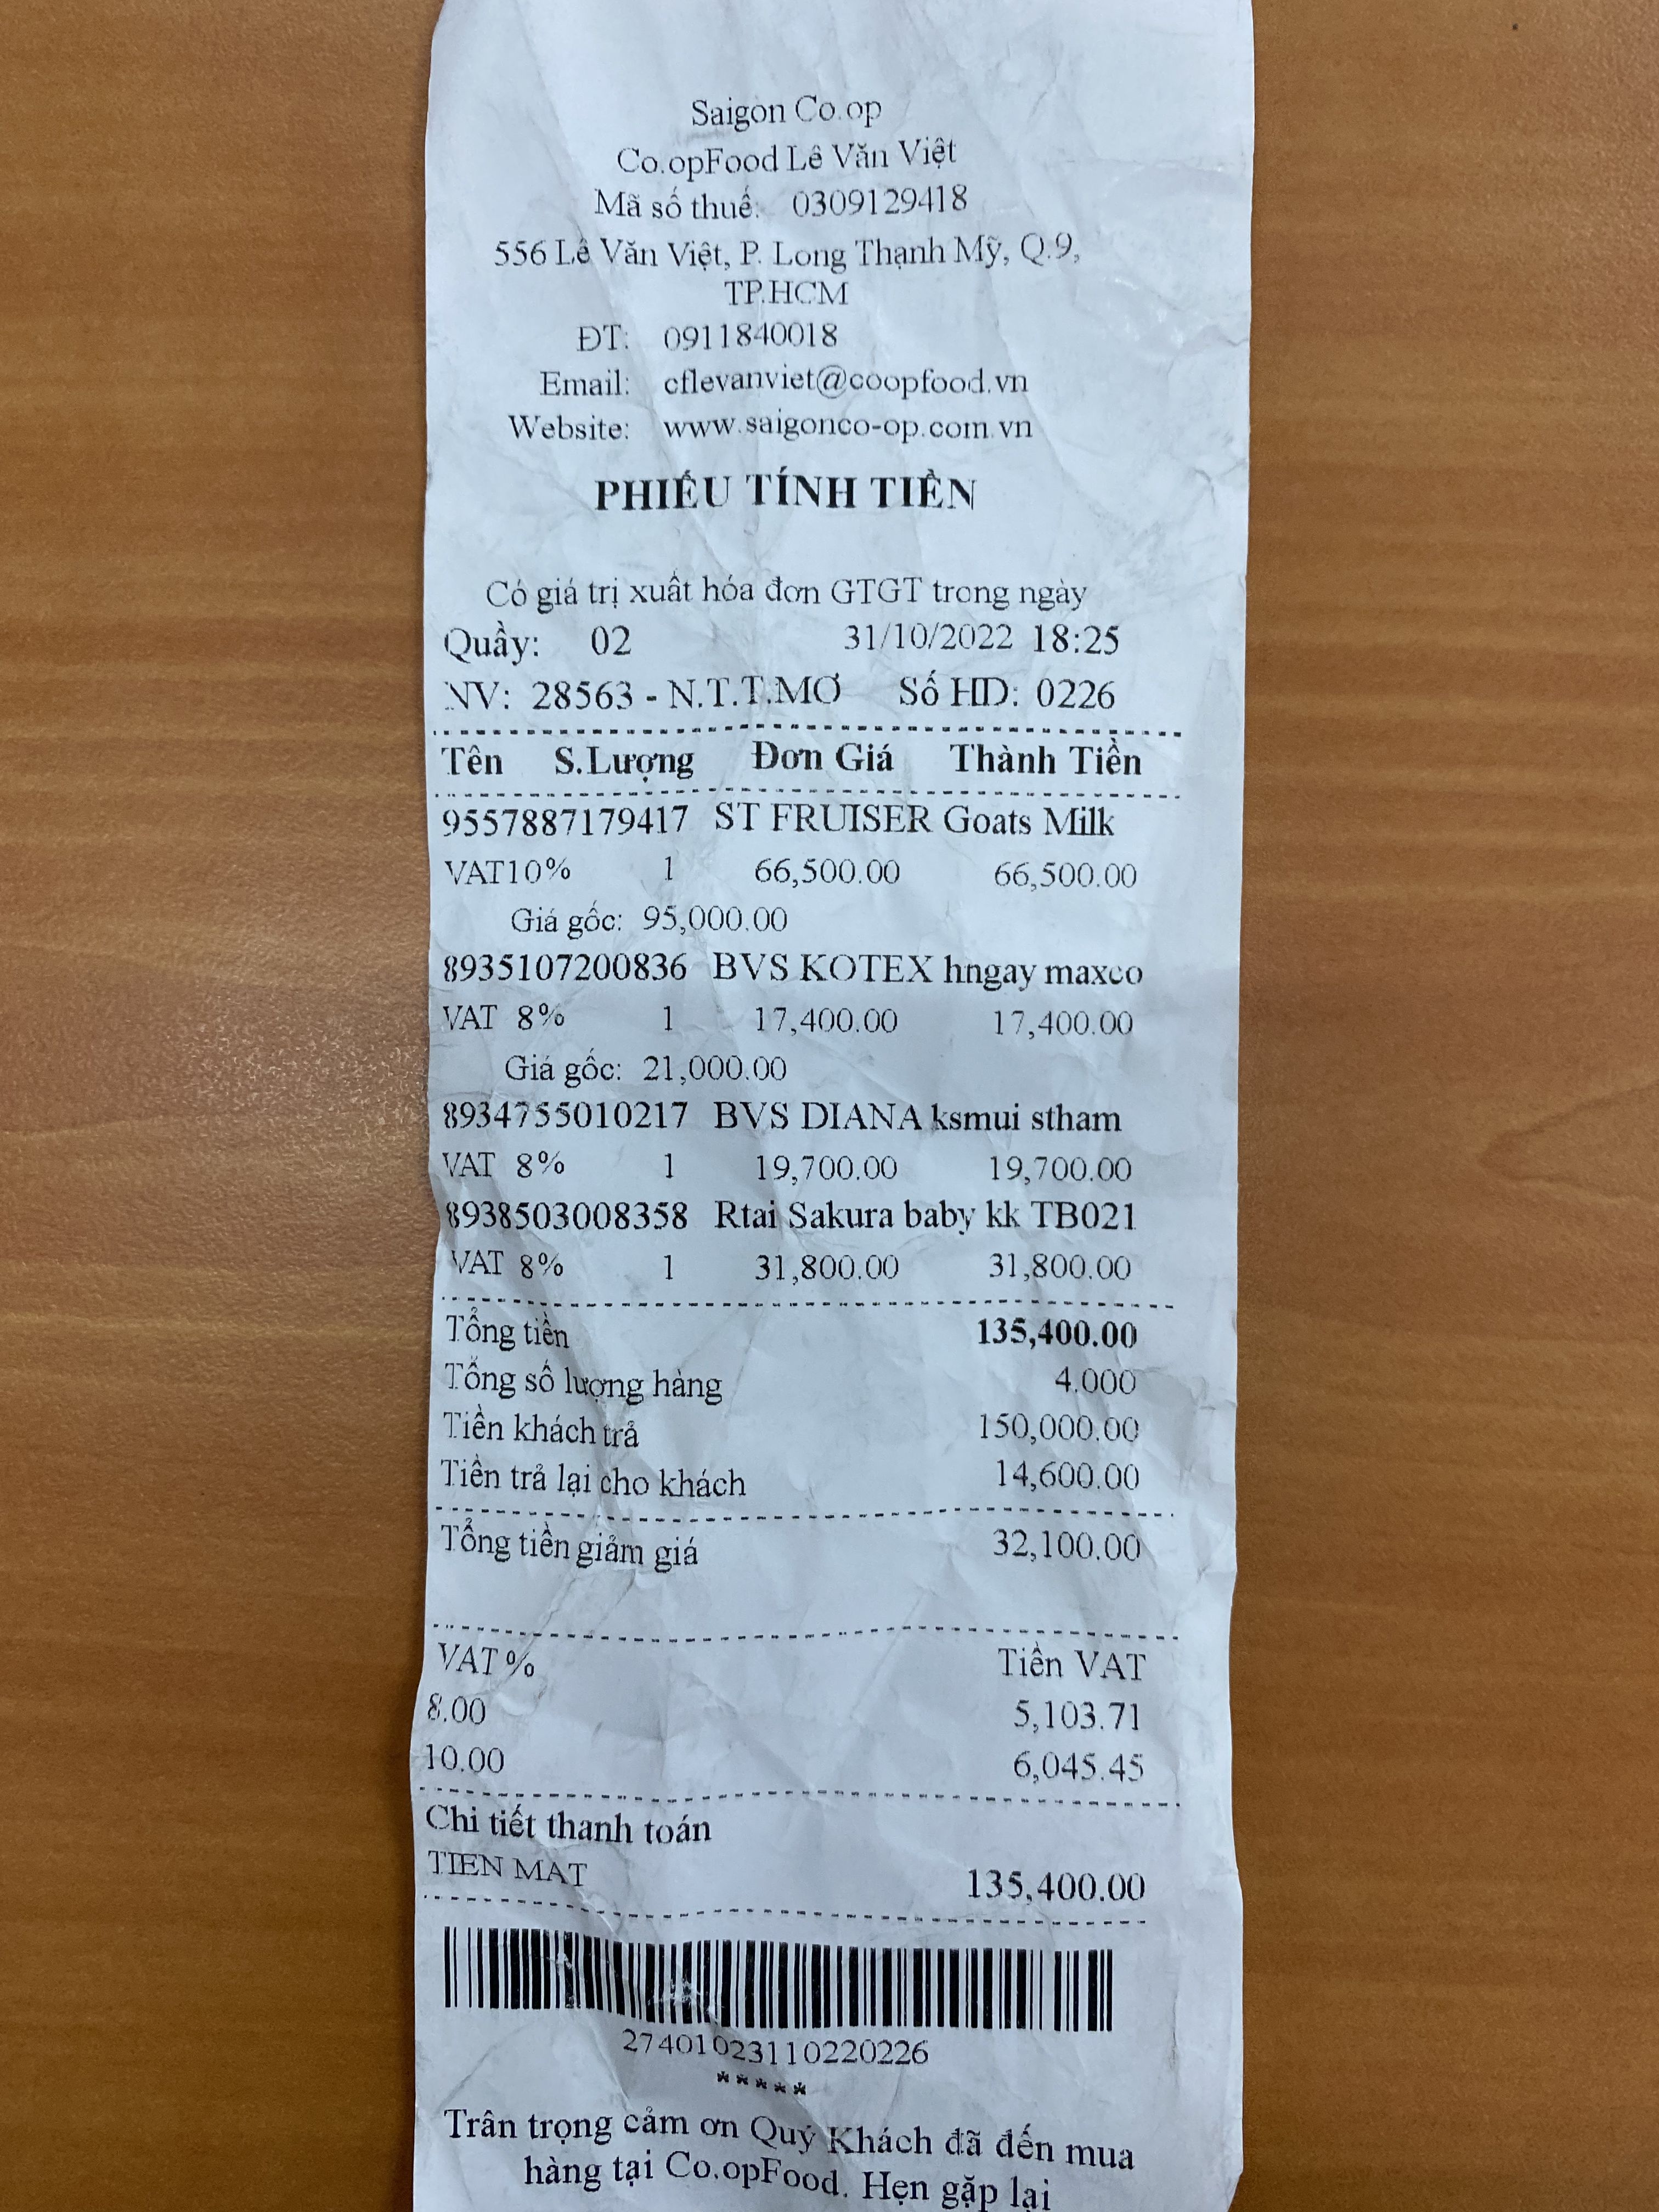 Saigon Co.op
Co.opFood Lê Văn Việt
Mã số thuế: 0309129418
556 Lê Văn Việt, P. Long Thạnh Mỹ, Q.9,
TP.HCM
ĐT: 0911840018
Email: cflevanviet@coopfood.vn
Website: www.saigonco-op.com.vn
PHIẾU TÍNH TIỀN
Có giá trị xuất hóa đơn GTGT trong ngày
Quầy: 02 31/10/2022 18:25
NV: 28563 - N.T.T.MƠ Số HD: 0226
Tên S.Lượng Đơn Giá Thành Tiền
9557887179417 ST FRUISER Goats Milk
VAT10% 1 66,500.00 66,500.00
Giá gốc: 95,000.00
8935107200836 BVS KOTEX hngay maxco
VAT 8% 1 17,400.00 17,400.00
Giá gốc: 21,000.00
8934755010217 BVS DIANA ksmui stham
VAT 8% 1 19,700.00 19,700.00
8938503008358 Rtai Sakura baby kk TB021
VAT 8% 1 31,800.00 31,800.00
Tổng tiền 135,400.00
Tổng số lượng hàng 4.000
Tiền khách trả 150,000.00
Tiền trả lại cho khách 14,600.00
Tổng tiền giảm giá 32,100.00
VAT % Tiền VAT
8.00 5,103.71
10.00 6,045.45
Chi tiết thanh toán
TIEN MAT 135,400.00
27401023110220226
*****
Trân trọng cảm ơn Quý Khách đã đến mua
hàng tại Co.opFood. Hẹn gặp lại